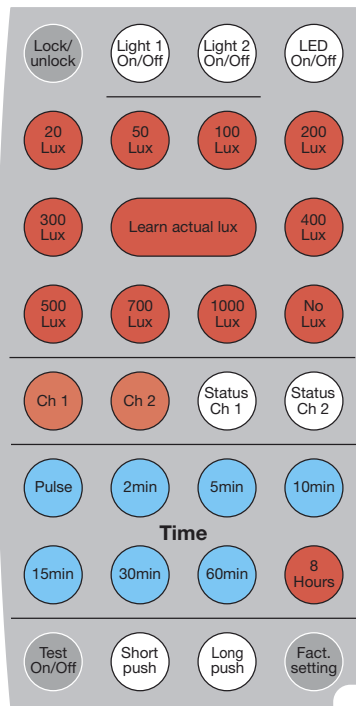 Lock/
unlock
Light 1
On/Off
Light 2
On/Off
LED
On/Off
20
Lux
50
Lux
100
Lux
200
Lux
300
Lux
Learn actual lux
400
Lux
500
Lux
700
Lux
1000
Lux
No
Lux
Ch 1
Ch 2
Status
Ch 1
Status
Ch 2
Pulse
2min
5min
10min
Time
15min
30min
60min
8
Hours
Test
On/Off
Short
push
Long
push
Fact.
setting